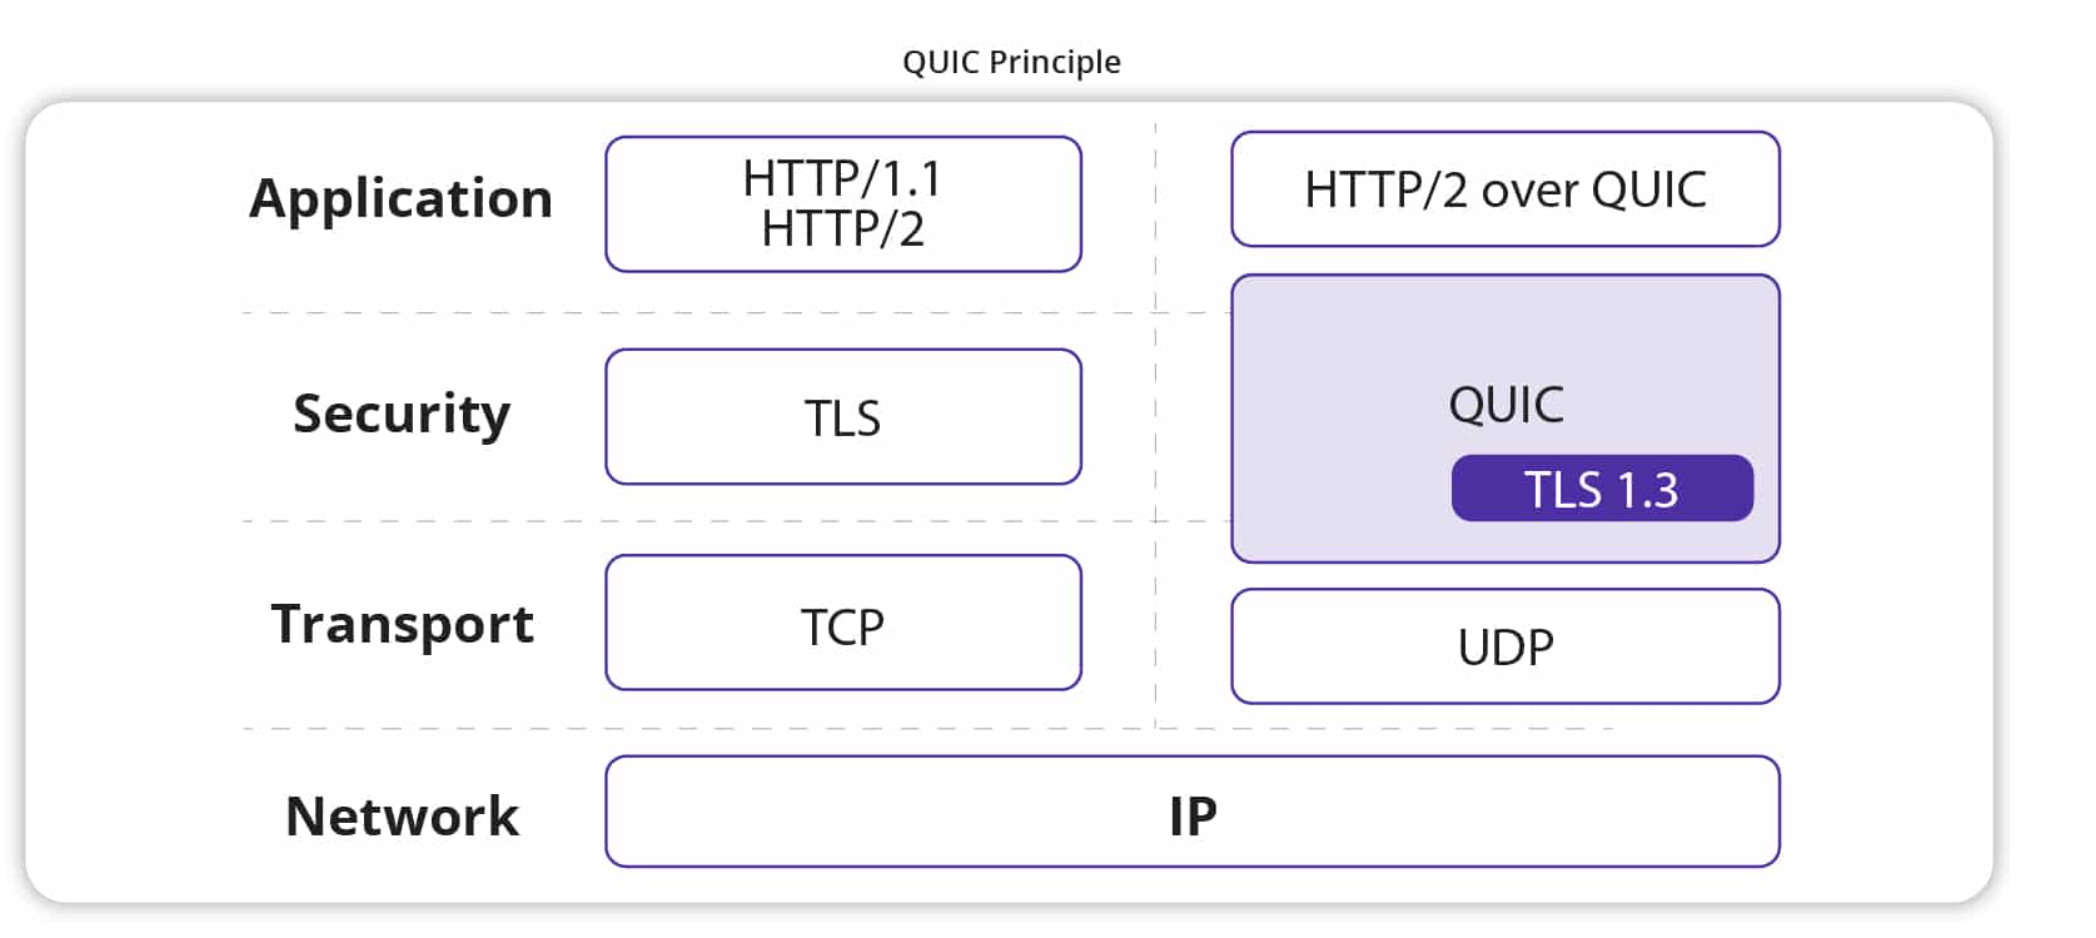 QUIC Principle
Application
HTTP/1.1
HTTP/2
HTTP/2 over QUIC
Security
TLS
QUIC
TLS 1.3
Transport
TCP
UDP
Network
IP